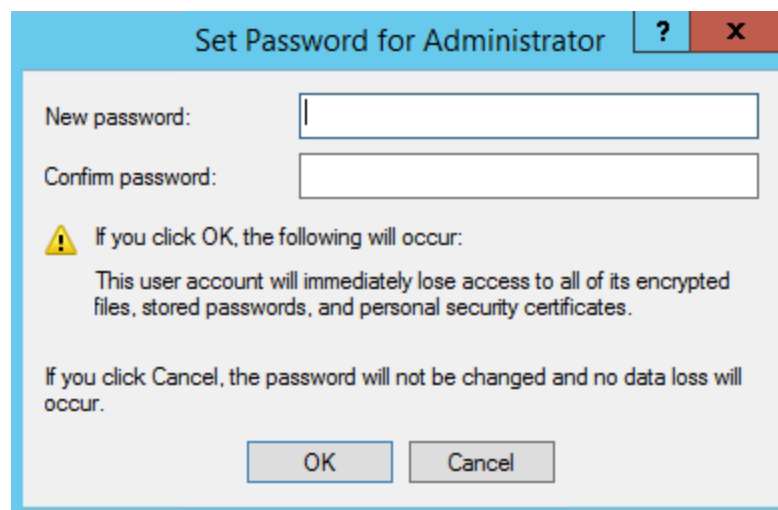 Set Password for Administrator
? x
New password:
Confirm password:
If you click OK, the following will occur:
This user account will immediately lose access to all of its encrypted
files, stored passwords, and personal security certificates.
If you click Cancel, the password will not be changed and no data loss will
occur.
OK Cancel